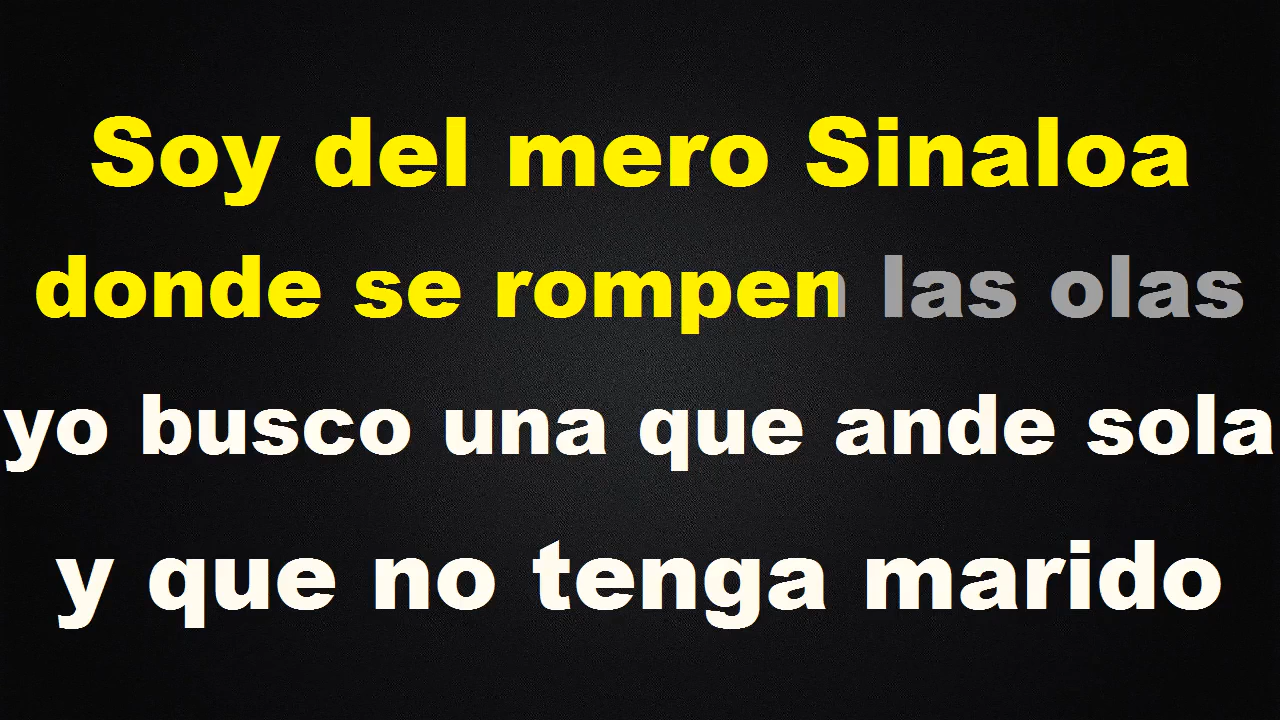 Soy del mero Sinaloa
donde se rompen las olas
yo busco una que ande sola
y que no tenga marido